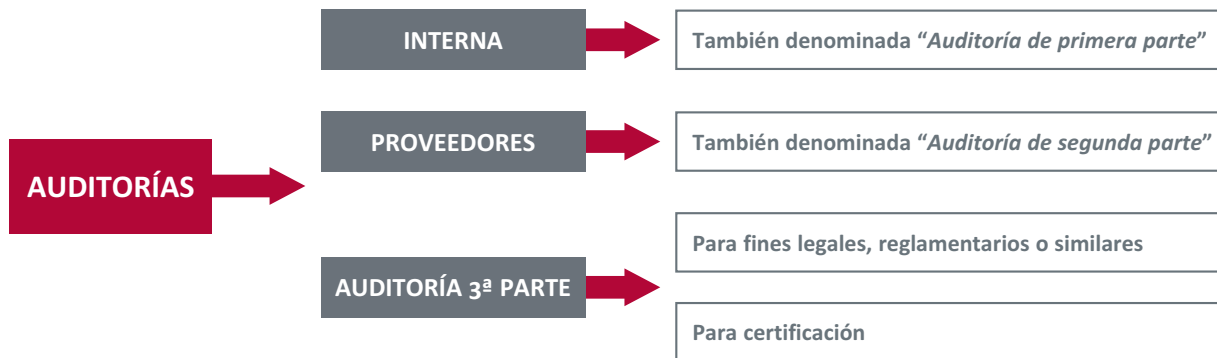 AUDITORÍAS
INTERNA
También denominada “Auditoría de primera parte”
PROVEEDORES
También denominada “Auditoría de segunda parte”
AUDITORÍA 3ª PARTE
Para fines legales, reglamentarios o similares
Para certificación